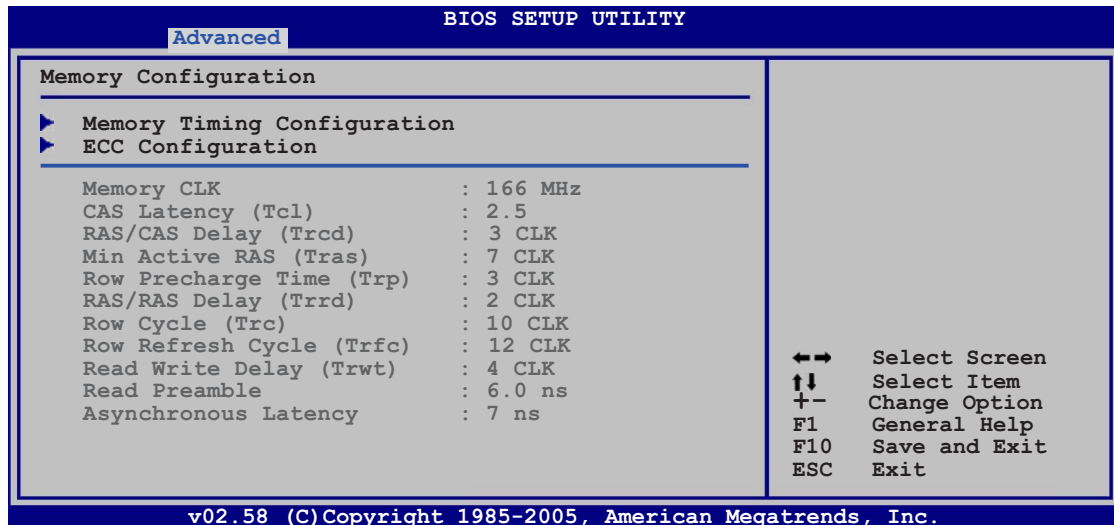 BIOS SETUP UTILITY
Advanced
Memory Configuration
Memory Timing Configuration
ECC Configuration
Memory CLK : 166 MHz
CAS Latency (Tcl) : 2.5
RAS/CAS Delay (Trcd) : 3 CLK
Min Active RAS (Tras) : 7 CLK
Row Precharge Time (Trp) : 3 CLK
RAS/RAS Delay (Trrd) : 2 CLK
Row Cycle (Trc) : 10 CLK
Row Refresh Cycle (Trfc) : 12 CLK
Read Write Delay (Trwt) : 4 CLK
Read Preamble : 6.0 ns
Asynchronous Latency : 7 ns
←→ Select Screen
↑↓ Select Item
+- Change Option
F1 General Help
F10 Save and Exit
ESC Exit
v02.58 (C)Copyright 1985-2005, American Megatrends, Inc.